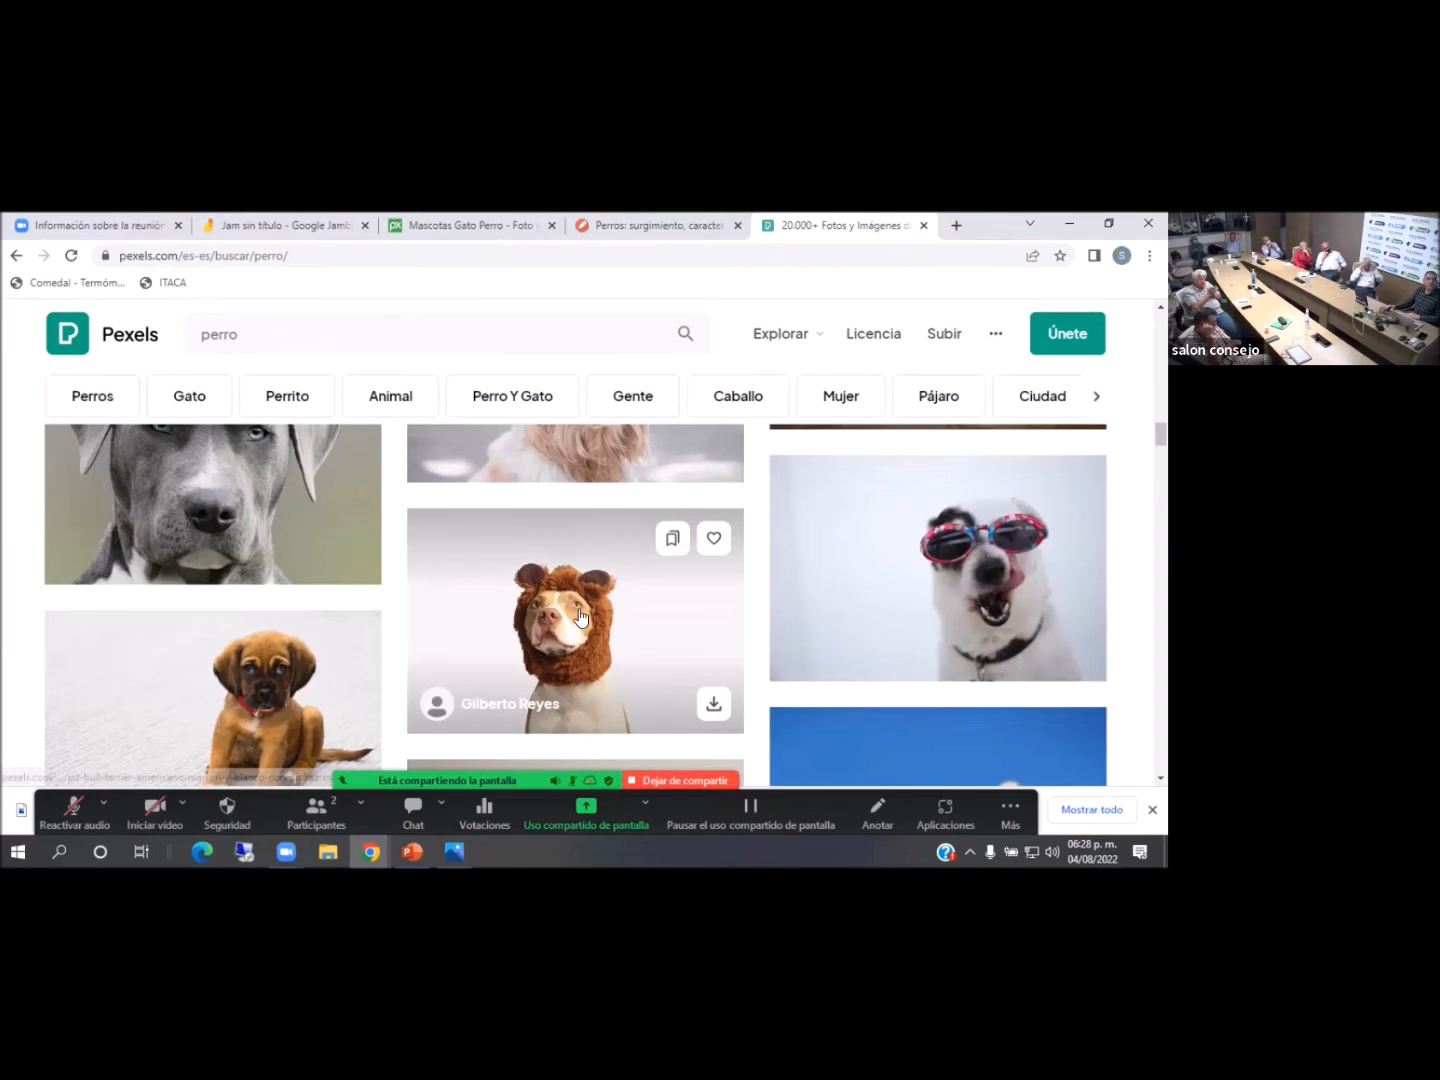 Información sobre la reunión
Jam sin título - Google Jamb
Mascotas Gato Perro - Foto
Perros: surgimiento, caracte
20.000+ Fotos y Imágenes d
pexels.com/es-es/buscar/perro/
S
Comedal - Termóm...
ITACA
salon consejo
Pexels
perro
Explorar
Licencia
Subir
Únete
Perros
Gato
Perrito
Animal
Perro Y Gato
Gente
Caballo
Mujer
Pájaro
Ciudad
Gilberto Reyes
Está compartiendo la pantalla
Dejar de compartir
2
Reactivar audio
Iniciar vídeo
Seguridad
Participantes
Chat
Votaciones
Uso compartido de pantalla
Pausar el uso compartido de pantalla
Anotar
Aplicaciones
Más
Mostrar todo
06:28 p. m.
04/08/2022